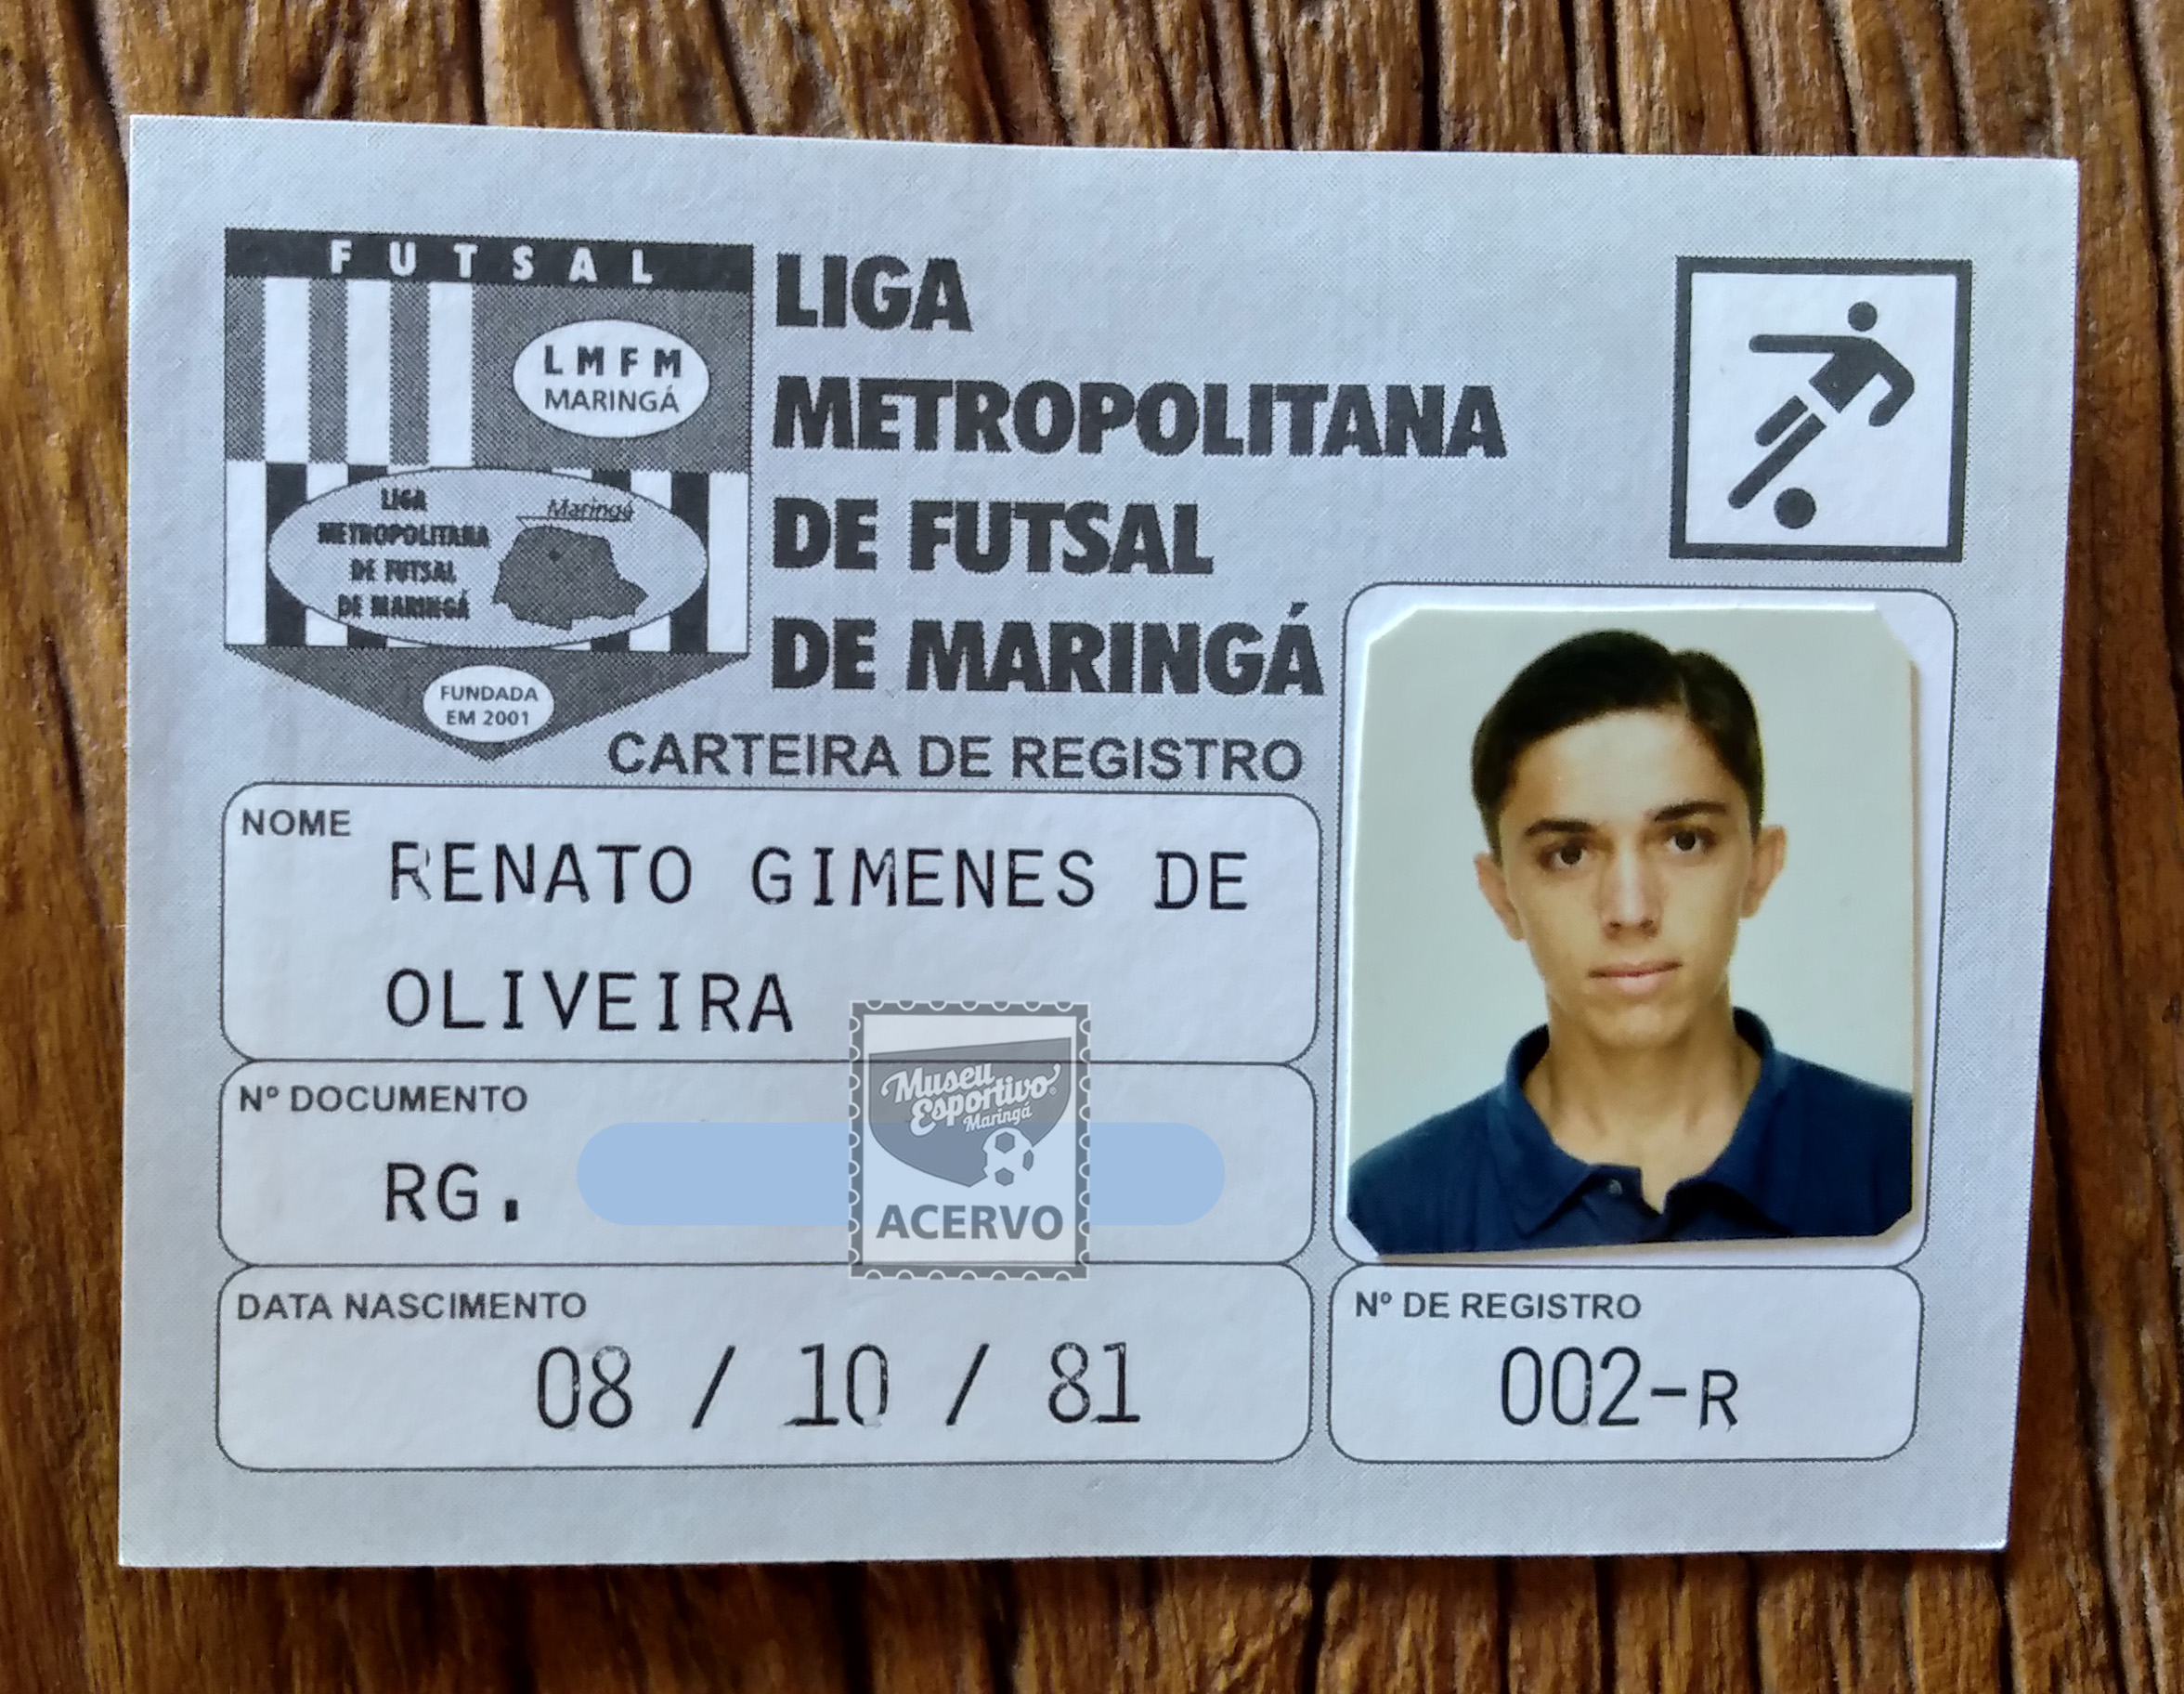 FUTSAL
LMFM
MARINGÁ
LIGA
METROPOLITANA
DE FUTSAL
DE MARINGÁ
Maringá
FUNDADA
EM 2001
LIGA
METROPOLITANA
DE FUTSAL
DE MARINGÁ
CARTEIRA DE REGISTRO
NOME
RENATO GIMENES DE
OLIVEIRA
Nº DOCUMENTO
RG.
Museu
Esportivo
Maringá
ACERVO
DATA NASCIMENTO
08 / 10 / 81
Nº DE REGISTRO
002-R